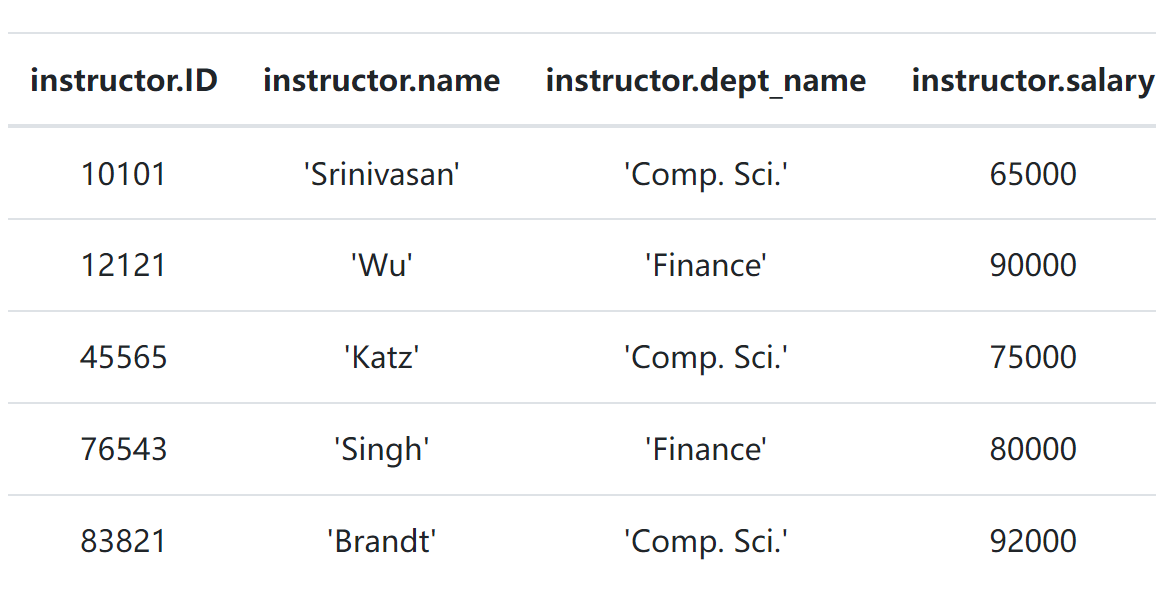 instructor.ID instructor.name instructor.dept_name instructor.salary
10101 'Srinivasan' 'Comp. Sci.' 65000
12121 'Wu' 'Finance' 90000
45565 'Katz' 'Comp. Sci.' 75000
76543 'Singh' 'Finance' 80000
83821 'Brandt' 'Comp. Sci.' 92000